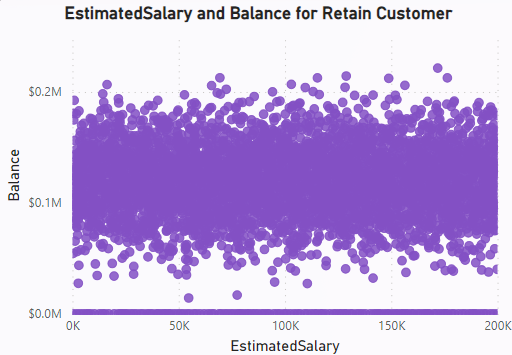 EstimatedSalary and Balance for Retain Customer
$0.2M
$0.1M
$0.0M
Balance
0K 50K 100K 150K 200K
EstimatedSalary